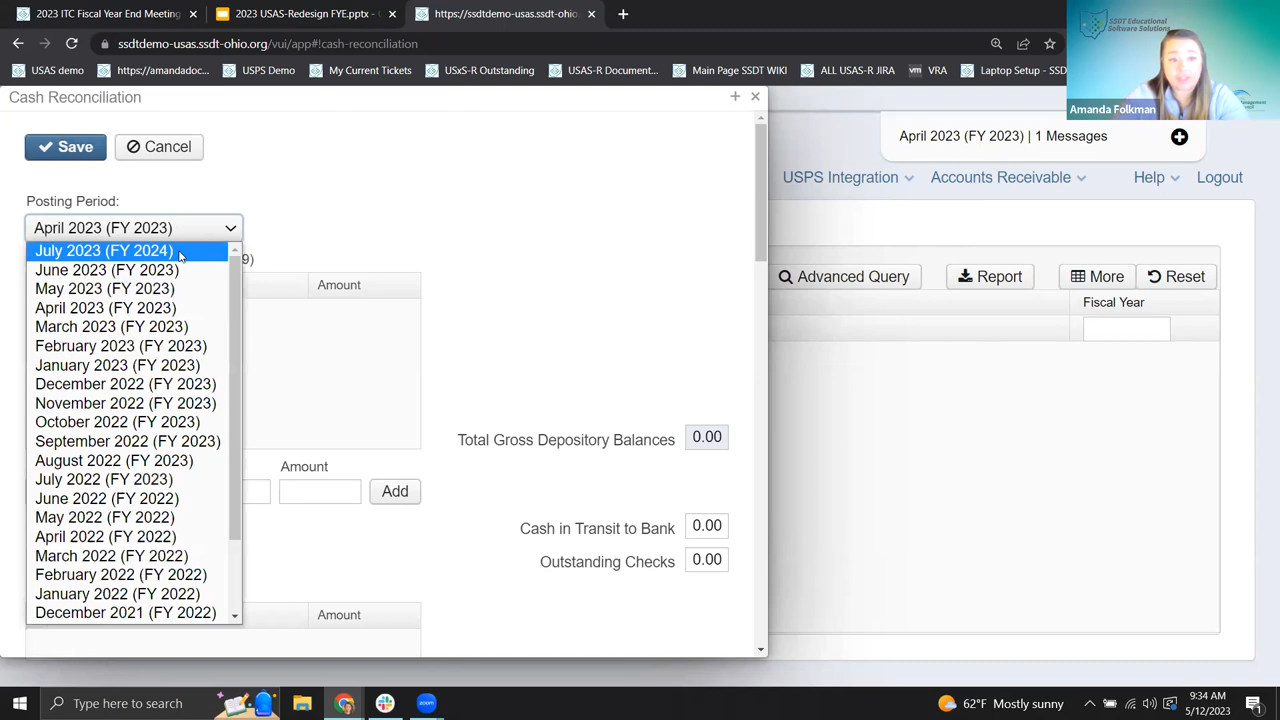 2023 ITC Fiscal Year End Meeting
2023 USAS-Redesign FYE.pptx - G
https://ssdtdemo-usas.ssdt-ohio.
ssdtdemo-usas.ssdt-ohio.org/vui/app#!cash-reconciliation
SSDT Educational
Software Solutions
USAS demo
https://amandadoc...
USPS Demo
My Current Tickets
USxS-R Outstanding
USAS-R Document...
Main Page SSDT WIKI
ALL USAS-R JIRA
VRA
Laptop Setup - SSD
Amanda Folkman
Cash Reconciliation
April 2023 (FY 2023) | 1 Messages
Save
Cancel
USPS Integration
Accounts Receivable
Help
Logout
Posting Period:
April 2023 (FY 2023)
July 2023 (FY 2024)
June 2023 (FY 2023)
May 2023 (FY 2023)
April 2023 (FY 2023)
March 2023 (FY 2023)
February 2023 (FY 2023)
January 2023 (FY 2023)
December 2022 (FY 2023)
November 2022 (FY 2023)
October 2022 (FY 2023)
September 2022 (FY 2023)
August 2022 (FY 2023)
July 2022 (FY 2023)
June 2022 (FY 2022)
May 2022 (FY 2022)
April 2022 (FY 2022)
March 2022 (FY 2022)
February 2022 (FY 2022)
January 2022 (FY 2022)
December 2021 (FY 2022)
9)
Amount
Advanced Query
Report
More
Reset
Fiscal Year
Total Gross Depository Balances
0.00
Amount
Add
Cash in Transit to Bank
0.00
Outstanding Checks
0.00
Amount
Type here to search
62°F Mostly sunny
9:34 AM
5/12/2023
1